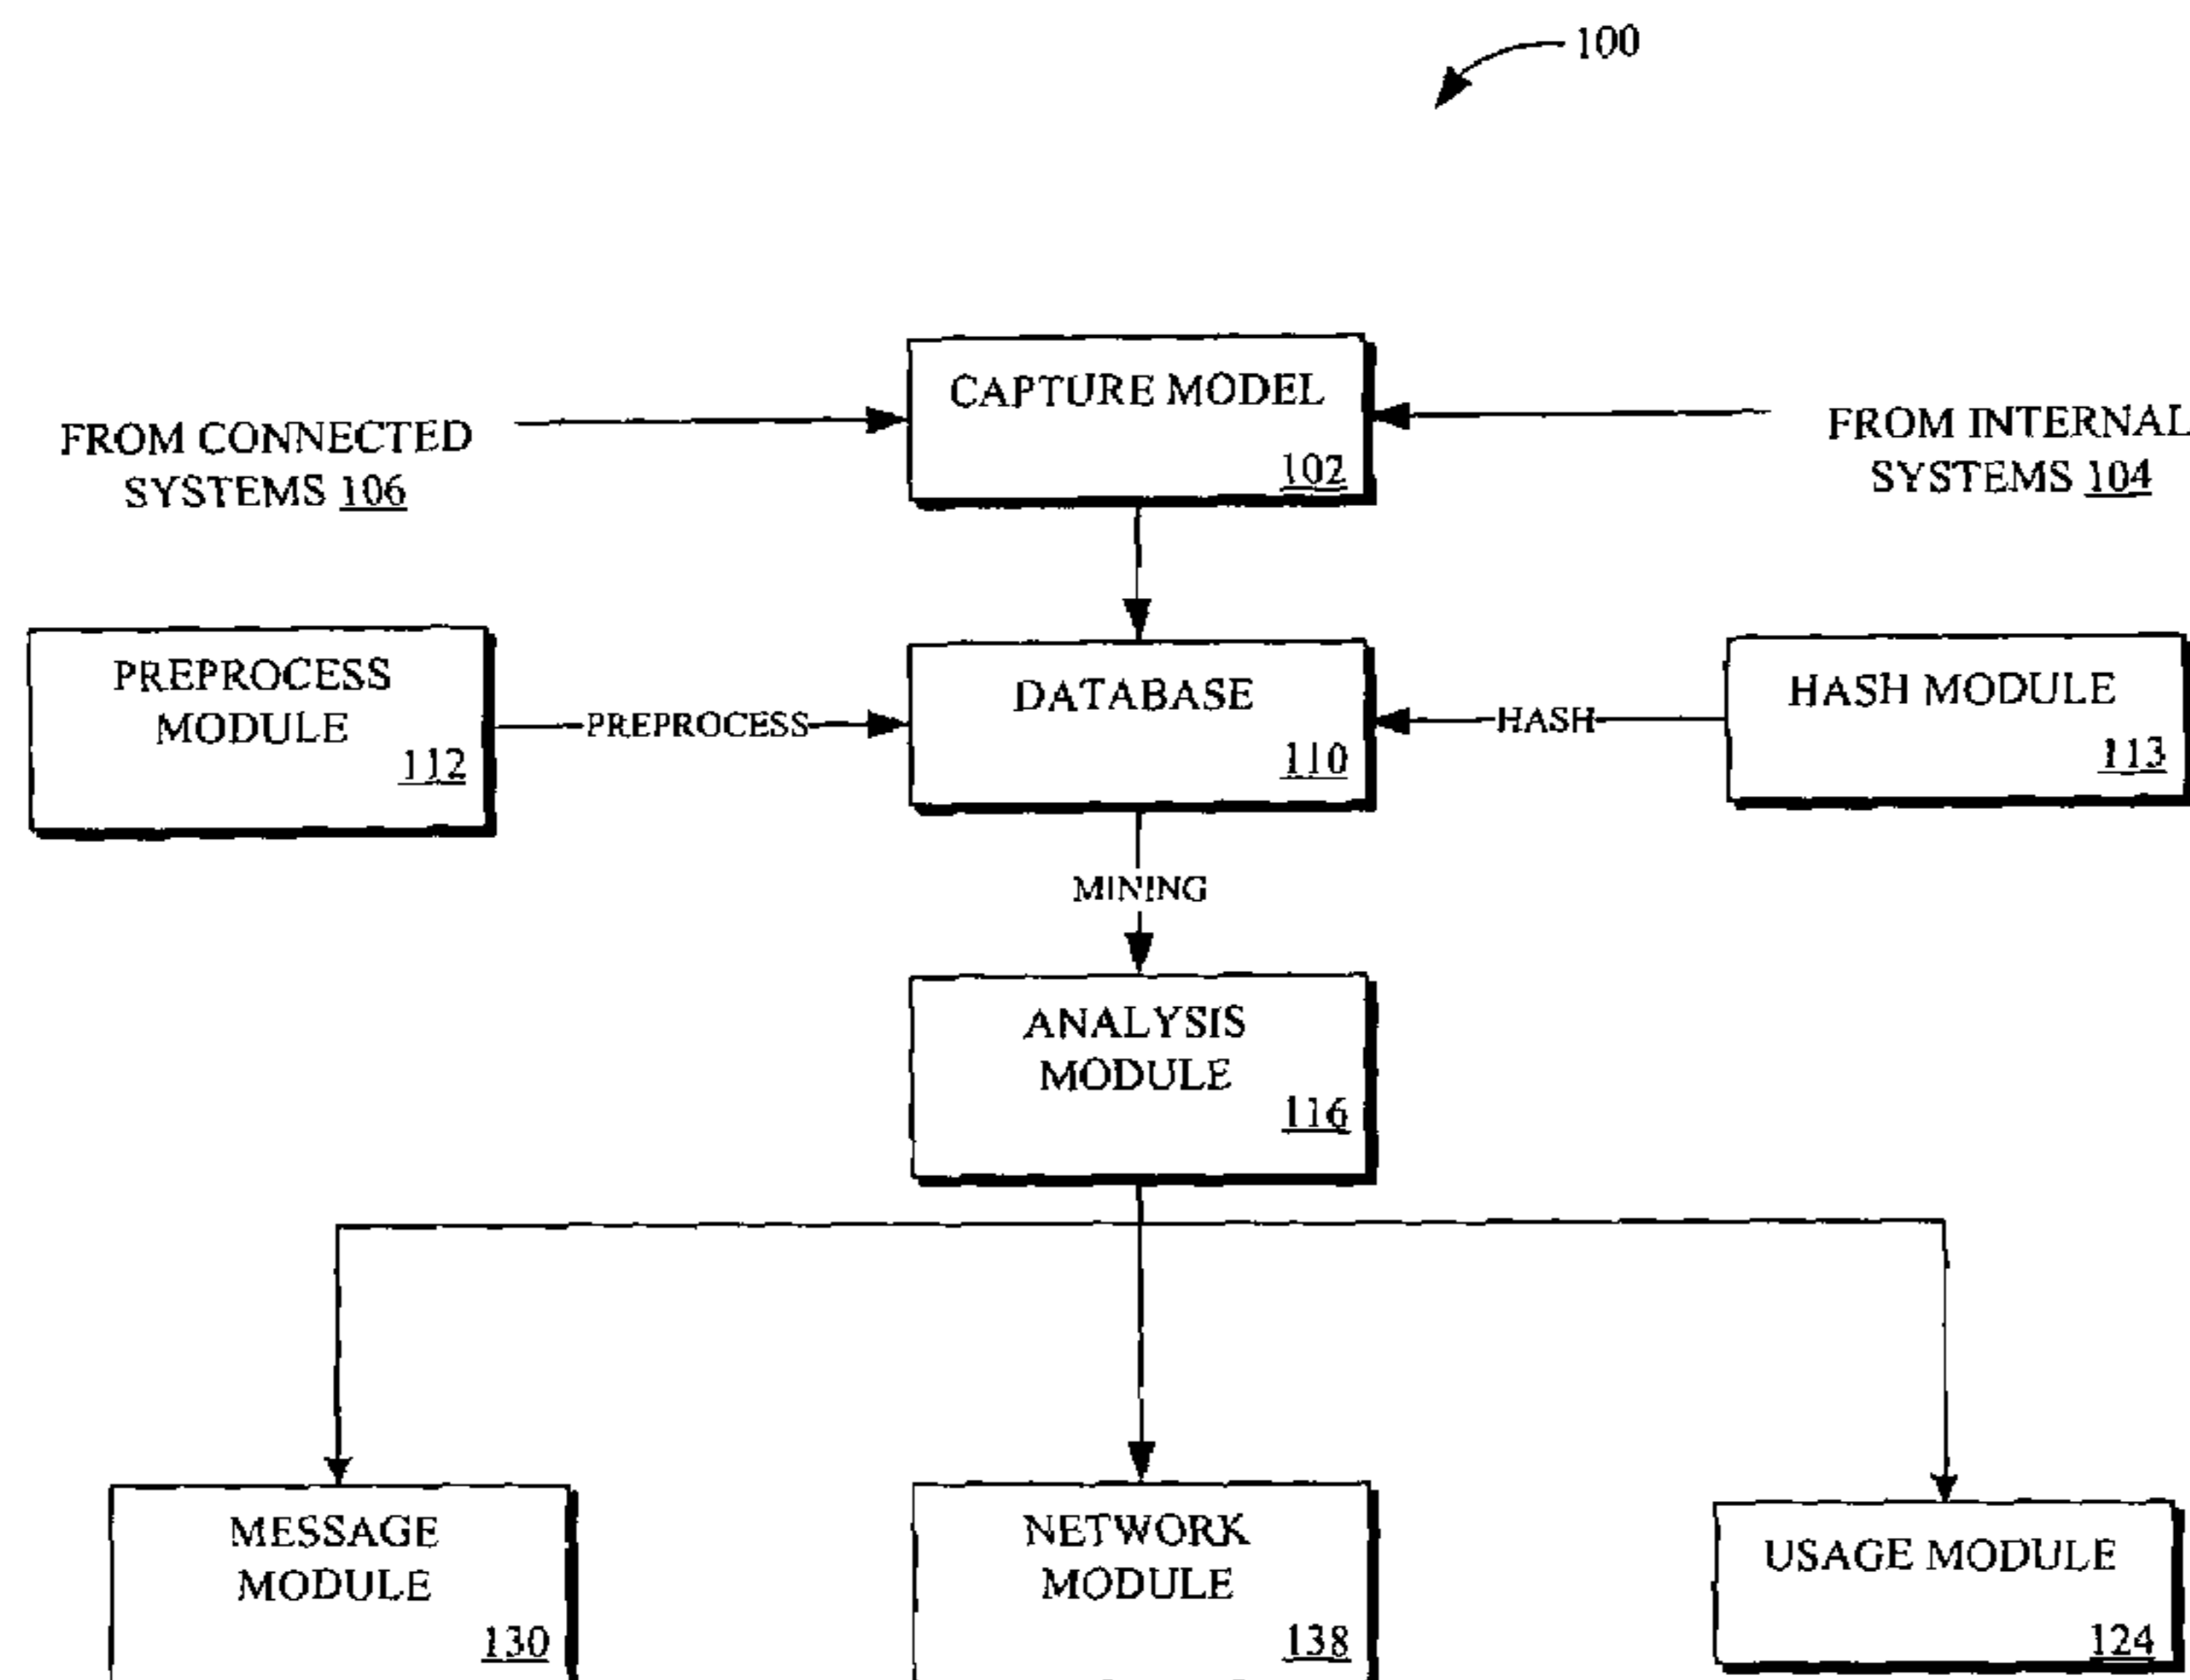 100
CAPTURE MODEL
102
FROM CONNECTED
SYSTEMS 106
FROM INTERNAL
SYSTEMS 104
PREPROCESS
MODULE
112
PREPROCESS
DATABASE
110
HASH
HASH MODULE
113
MINING
ANALYSIS
MODULE
116
MESSAGE
MODULE
130
NETWORK
MODULE
138
USAGE MODULE
124